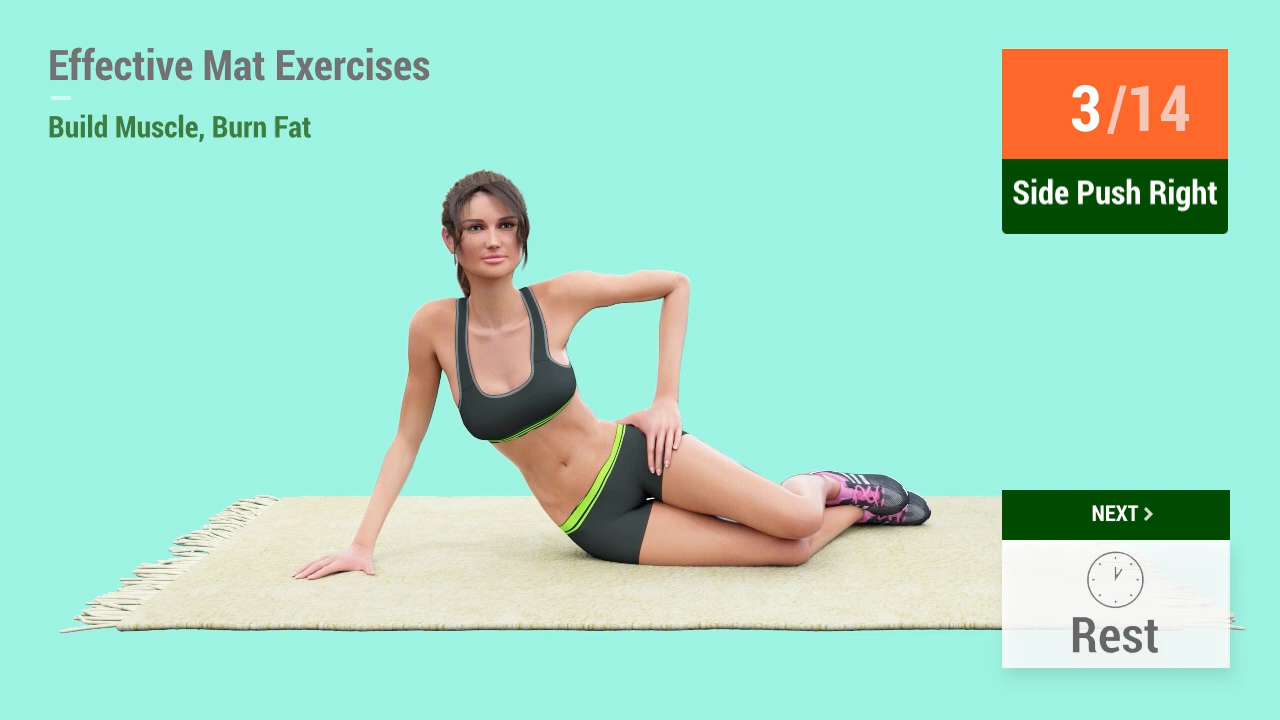 Effective Mat Exercises
Build Muscle, Burn Fat
3/14
Side Push Right
NEXT >
Rest